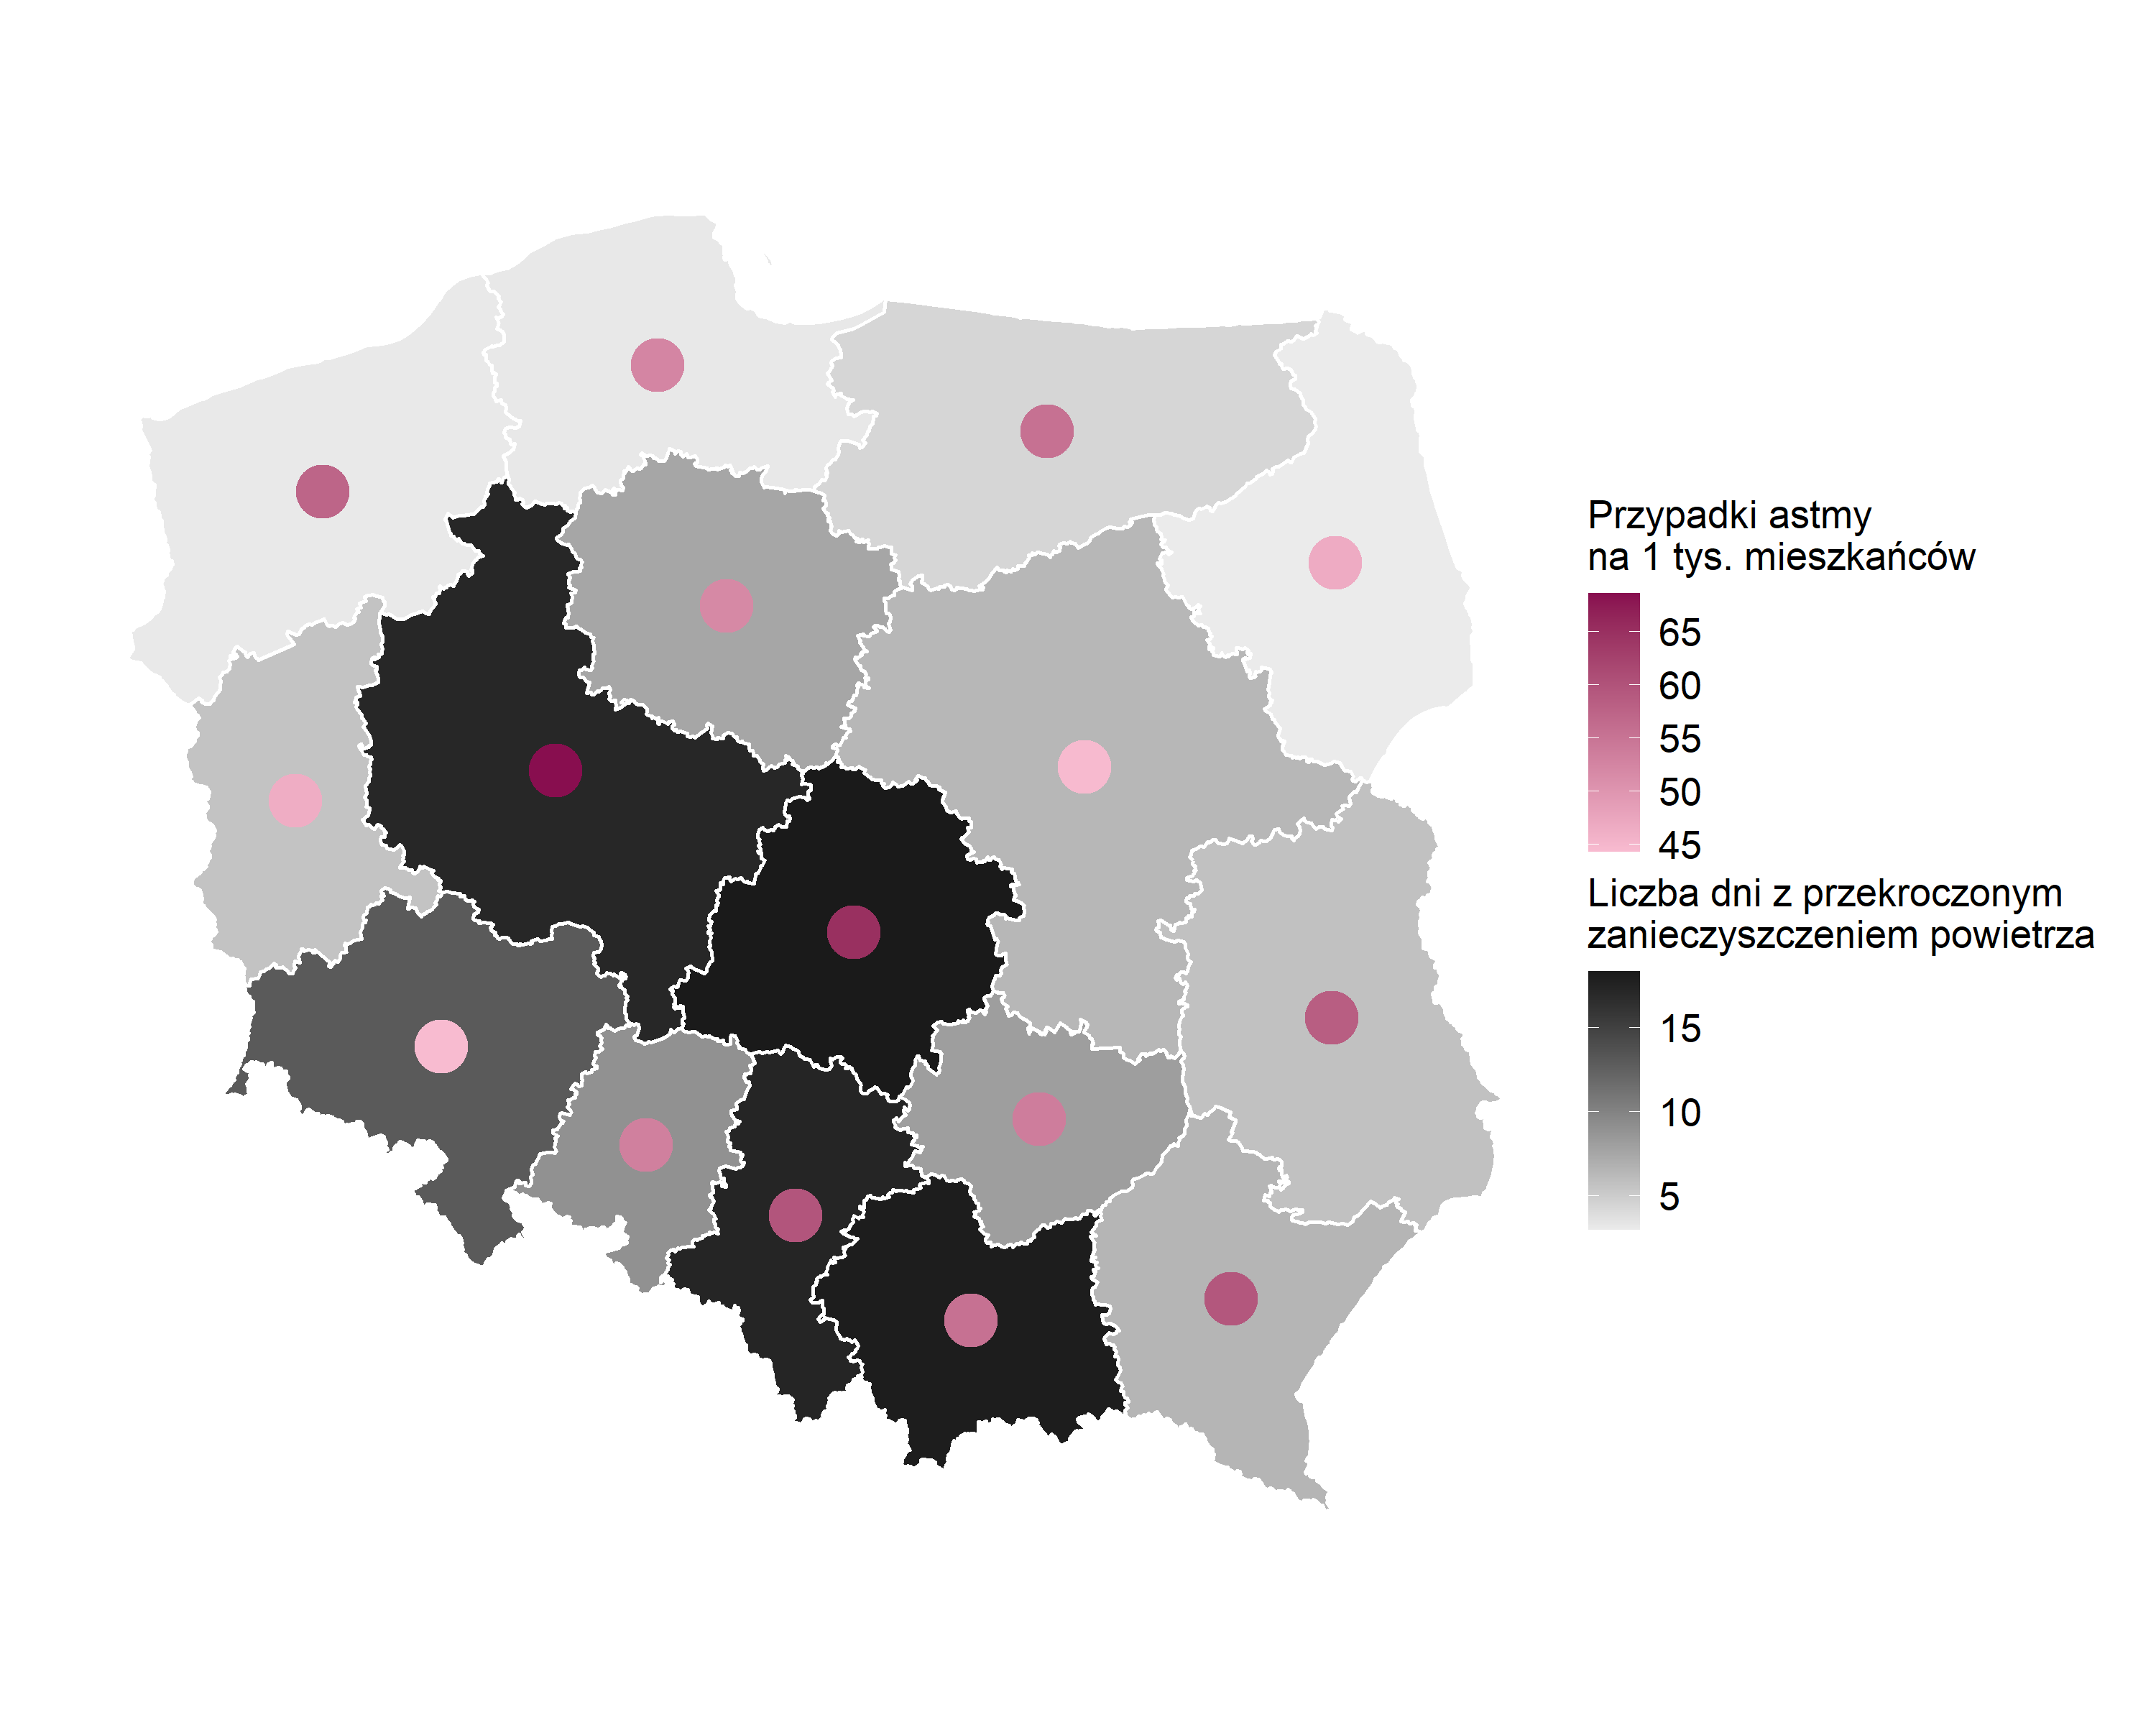 Przypadki astmy
na 1 tys. mieszkańców
65
60
55
50
45
Liczba dni z przekroczonym
zanieczyszczeniem powietrza
15
10
5